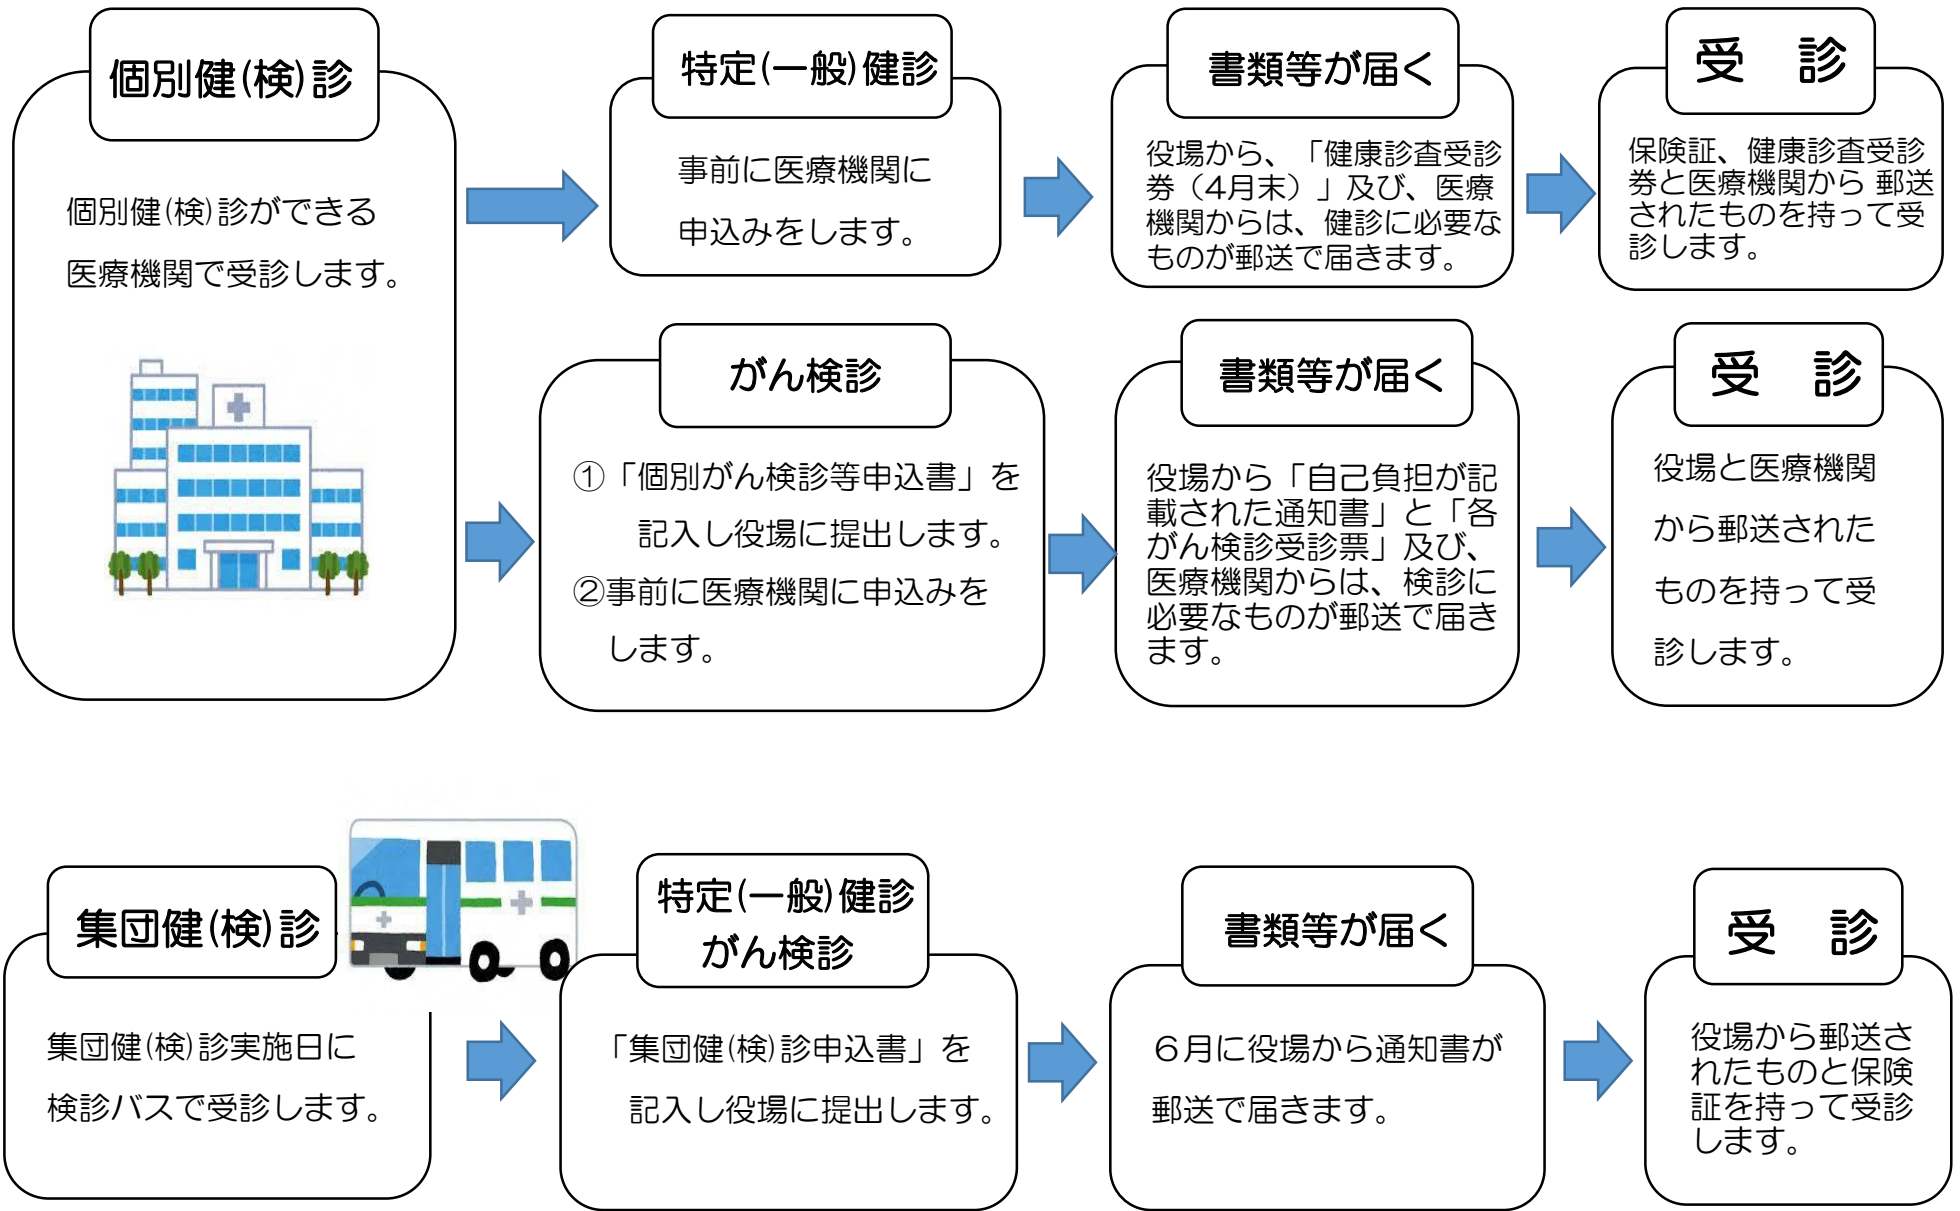 個別健(検)診
個別健(検)診ができる
医療機関で受診します。
特定(一般)健診
事前に医療機関に
申込みをします。
書類等が届く
役場から、「健康診査受診
券（4月末）」及び、医療
機関からは、健診に必要な
ものが郵送で届きます。
受　診
保険証、健康診査受診
券と医療機関から 郵送
されたものを持って受
診します。
がん検診
①「個別がん検診等申込書」を
記入し役場に提出します。
②事前に医療機関に申込みを
します。
書類等が届く
役場から「自己負担が記
載された通知書」と「各
がん検診受診票」及び、
医療機関からは、検診に
必要なものが郵送で届き
ます。
受　診
役場と医療機関
から郵送された
ものを持って受
診します。
集団健(検)診
集団健(検)診実施日に
検診バスで受診します。
特定(一般)健診
がん検診
「集団健(検)診申込書」を
記入し役場に提出します。
書類等が届く
６月に役場から通知書が
郵送で届きます。
受　診
役場から郵送さ
れたものと保険
証を持って受診
します。